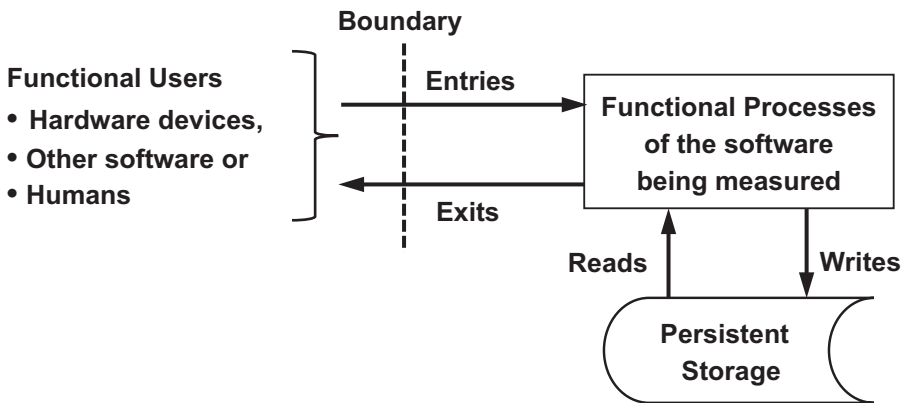 Boundary
Functional Users
• Hardware devices,
• Other software or
• Humans
Entries
Exits
Functional Processes
of the software
being measured
Reads
Writes
Persistent
Storage